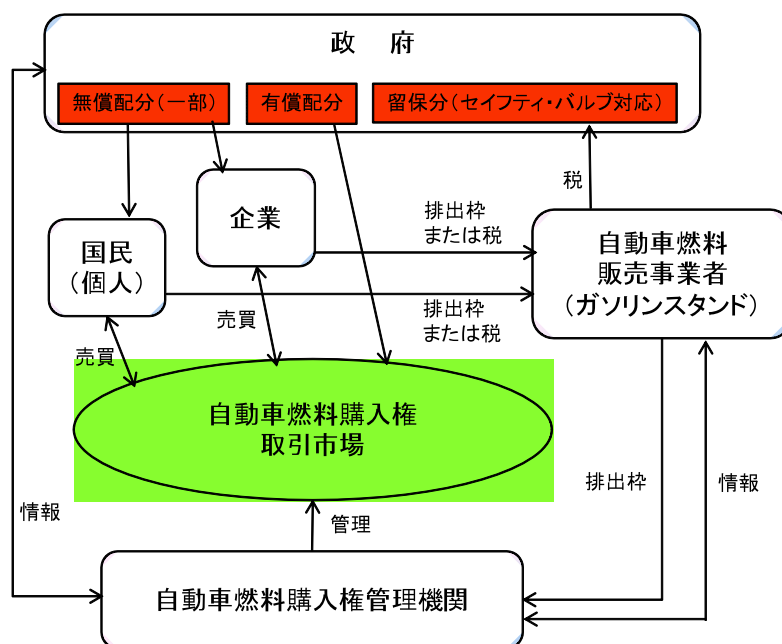 政　府
無償配分（一部）
有償配分
留保分（セイフティ・バルブ対応）
税
企業
排出枠
または税
国民
（個人）
自動車燃料
販売事業者
（ガソリンスタンド）
排出枠
または税
売買
売買
自動車燃料購入権
取引市場
排出枠
情報
情報
管理
自動車燃料購入権管理機関